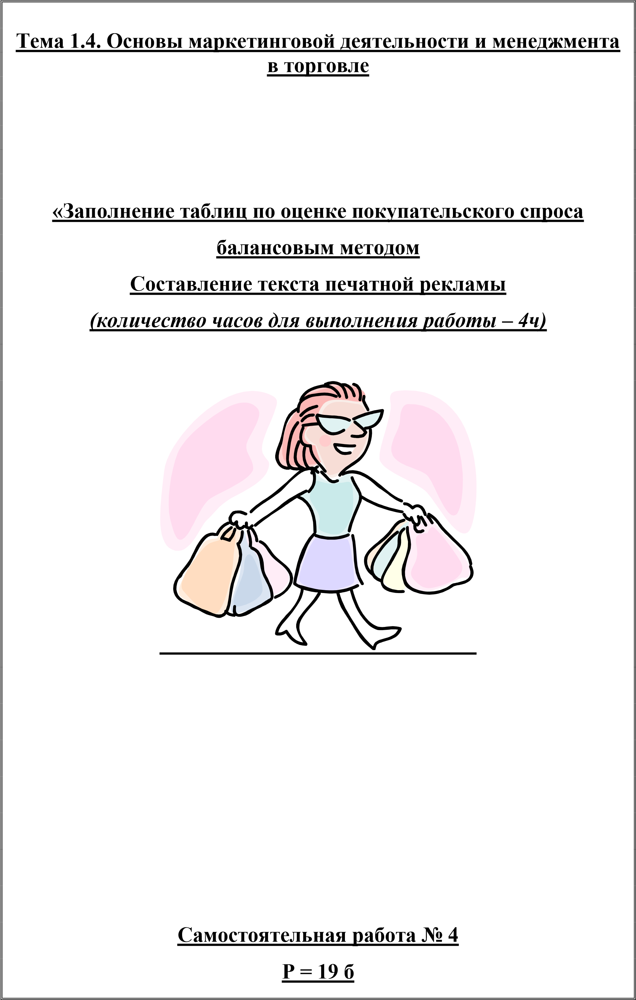 Тема 1.4. Основы маркетинговой деятельности и менеджмента
в торговле
«Заполнение таблиц по оценке покупательского спроса
балансовым методом
Составление текста печатной рекламы
(количество часов для выполнения работы – 4ч)
Самостоятельная работа № 4
Р = 19 б